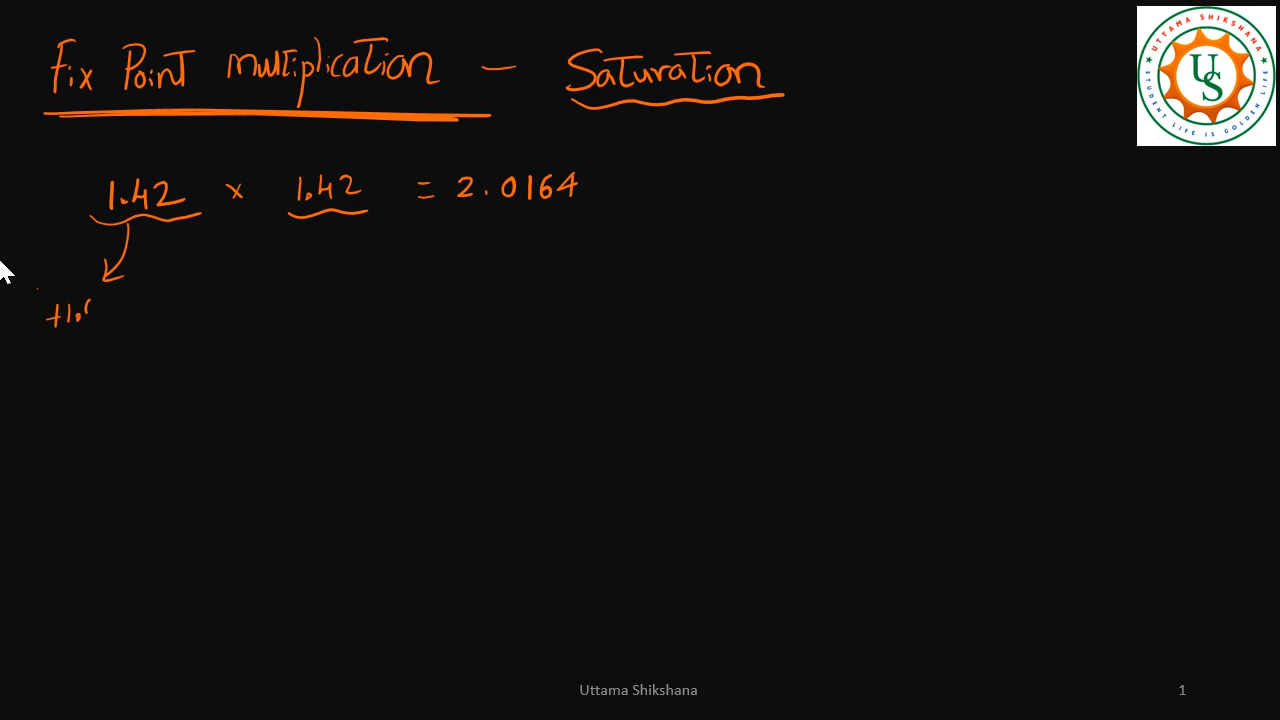 Fix Point multiplication — Saturation
1.42 x 1.42 = 2.0164
+1.
UTTAMA SHIKSHANA
US
STUDENT LIFE IS GOLDEN LIFE
Uttama Shikshana
1